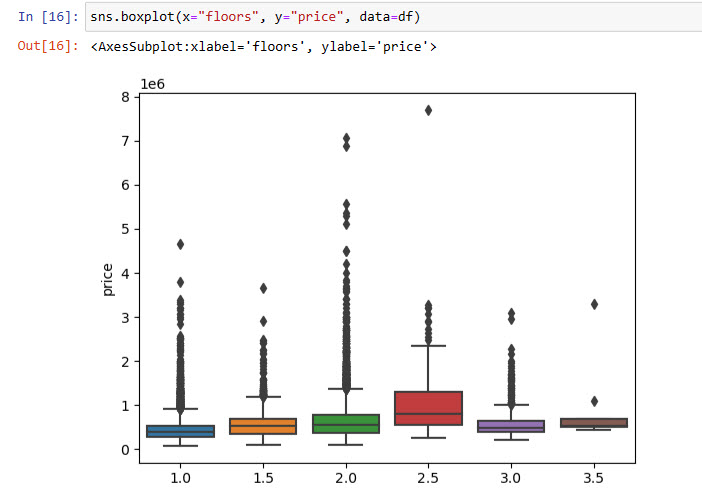 In [16]: sns.boxplot(x="floors", y="price", data=df)
Out[16]: <AxesSubplot:xlabel='floors', ylabel='price'>
1e6
8
7
6
5
4
3
2
1
0
price
1.0 1.5 2.0 2.5 3.0 3.5